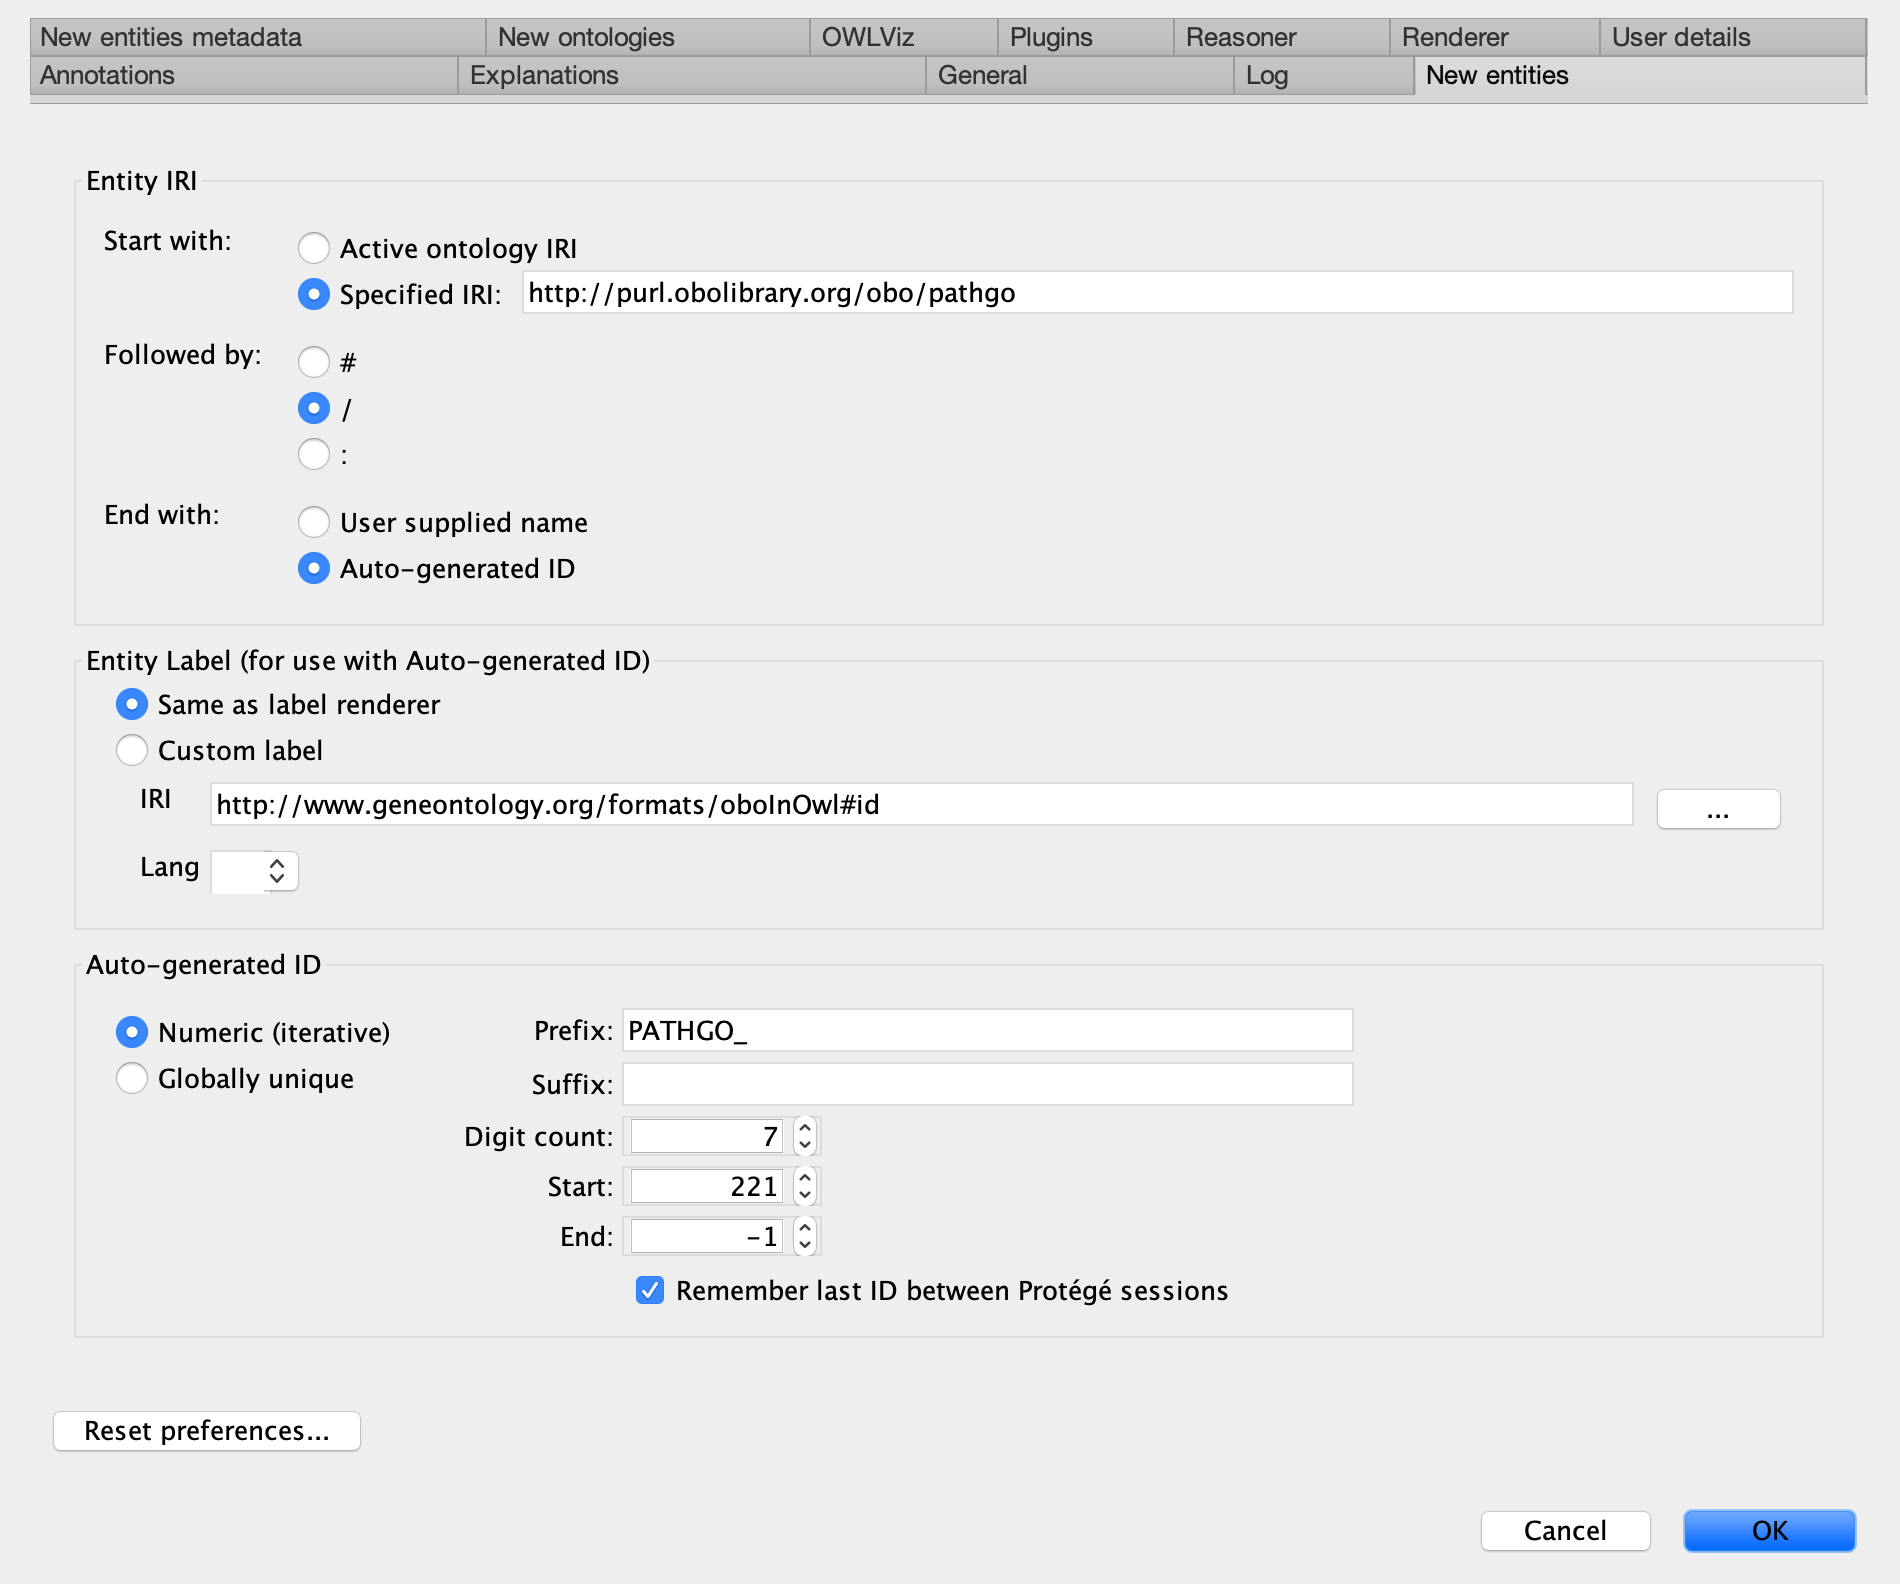 New entities metadata New ontologies OWLViz Plugins Reasoner Renderer User details
Annotations Explanations General Log New entities
Entity IRI
Start with: Active ontology IRI
Specified IRI: http://purl.obolibrary.org/obo/pathgo
Followed by: #
/
:
End with: User supplied name
Auto-generated ID
Entity Label (for use with Auto-generated ID)
Same as label renderer
Custom label
IRI http://www.geneontology.org/formats/oboInOwl#id ...
Lang
Auto-generated ID
Numeric (iterative) Prefix: PATHGO_
Globally unique Suffix:
Digit count: 7
Start: 221
End: -1
Remember last ID between Protégé sessions
Reset preferences...
Cancel OK